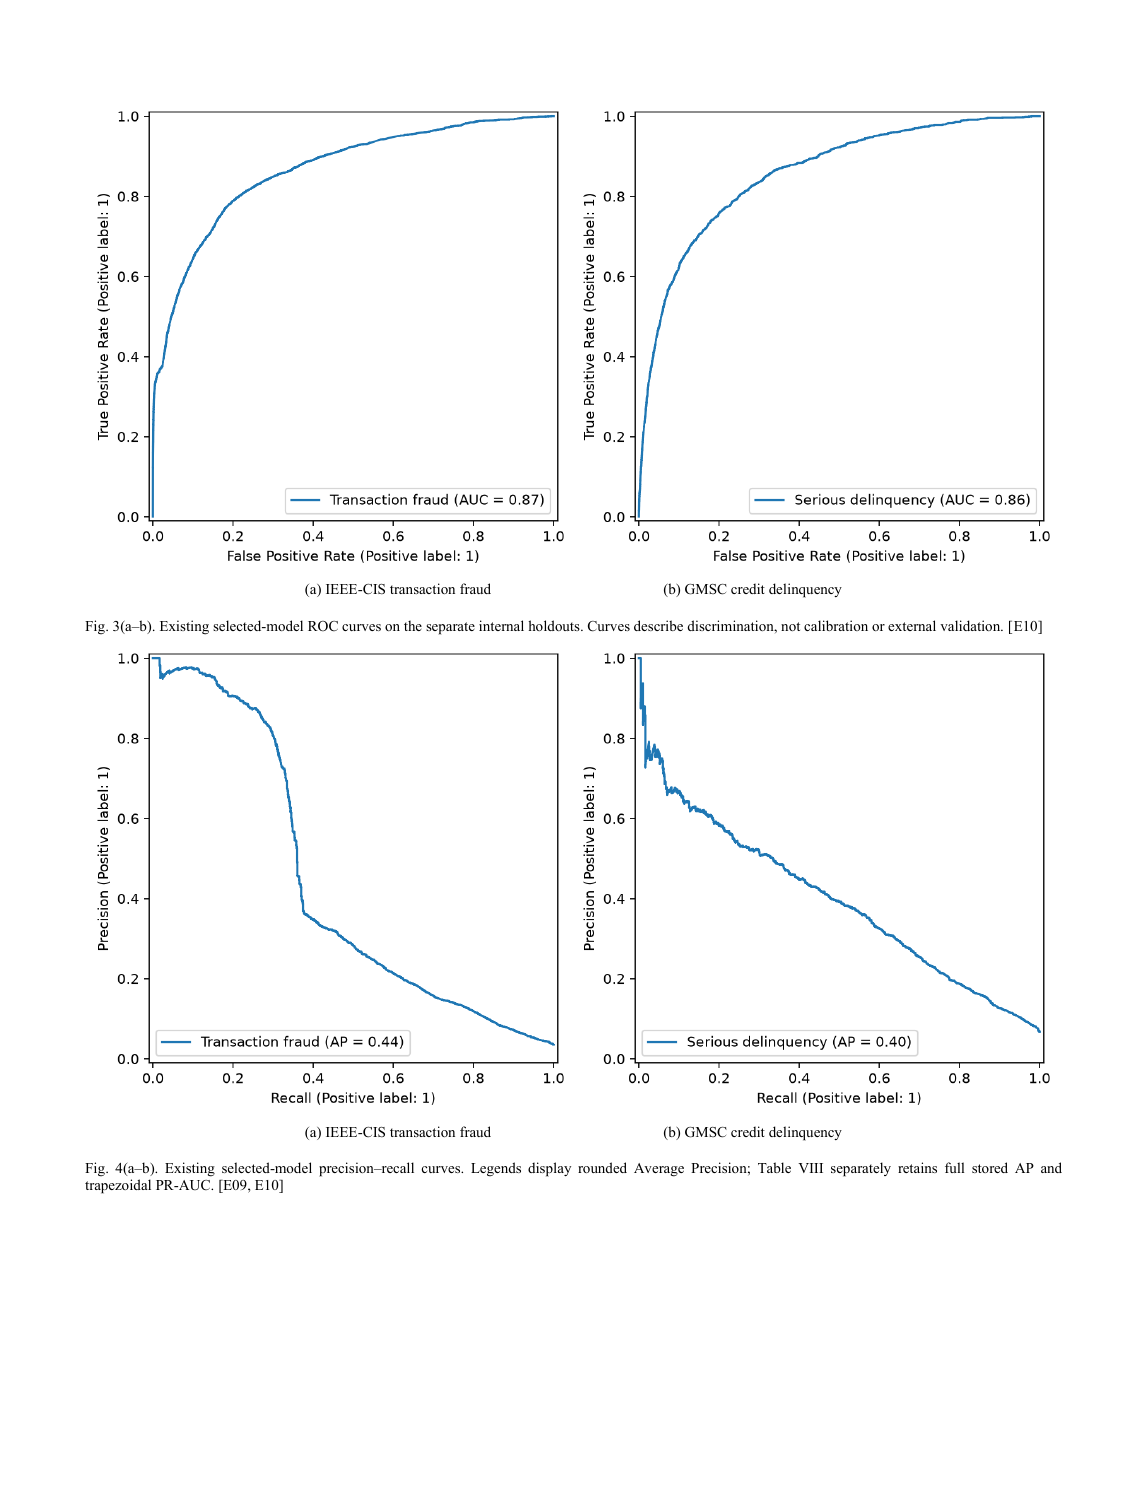 1.0
0.8
0.6
0.4
0.2
0.0
True Positive Rate (Positive label: 1)
Transaction fraud (AUC = 0.87)
0.0 0.2 0.4 0.6 0.8 1.0
False Positive Rate (Positive label: 1)
1.0
0.8
0.6
0.4
0.2
0.0
True Positive Rate (Positive label: 1)
Serious delinquency (AUC = 0.86)
0.0 0.2 0.4 0.6 0.8 1.0
False Positive Rate (Positive label: 1)
(a) IEEE-CIS transaction fraud
(b) GMSC credit delinquency
Fig. 3(a–b). Existing selected-model ROC curves on the separate internal holdouts. Curves describe discrimination, not calibration or external validation. [E10]
1.0
0.8
0.6
0.4
0.2
0.0
Precision (Positive label: 1)
Transaction fraud (AP = 0.44)
0.0 0.2 0.4 0.6 0.8 1.0
Recall (Positive label: 1)
1.0
0.8
0.6
0.4
0.2
0.0
Precision (Positive label: 1)
Serious delinquency (AP = 0.40)
0.0 0.2 0.4 0.6 0.8 1.0
Recall (Positive label: 1)
(a) IEEE-CIS transaction fraud
(b) GMSC credit delinquency
Fig. 4(a–b). Existing selected-model precision–recall curves. Legends display rounded Average Precision; Table VIII separately retains full stored AP and
trapezoidal PR-AUC. [E09, E10]